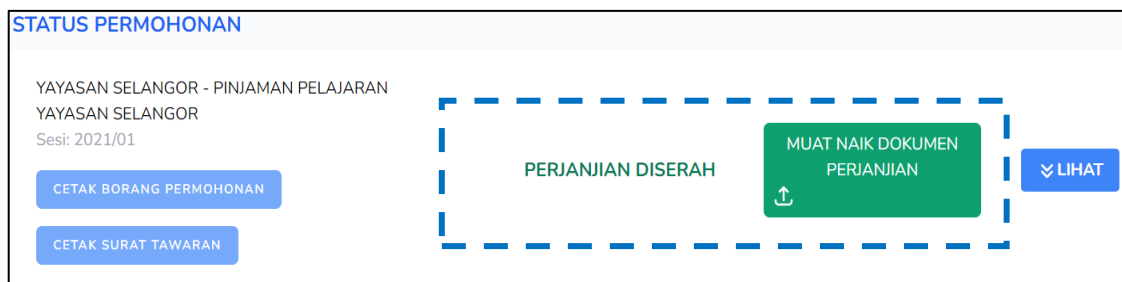 STATUS PERMOHONAN
YAYASAN SELANGOR - PINJAMAN PELAJARAN
YAYASAN SELANGOR
Sesi: 2021/01
CETAK BORANG PERMOHONAN
CETAK SURAT TAWARAN
PERJANJIAN DISERAH
MUAT NAIK DOKUMEN
PERJANJIAN
LIHAT